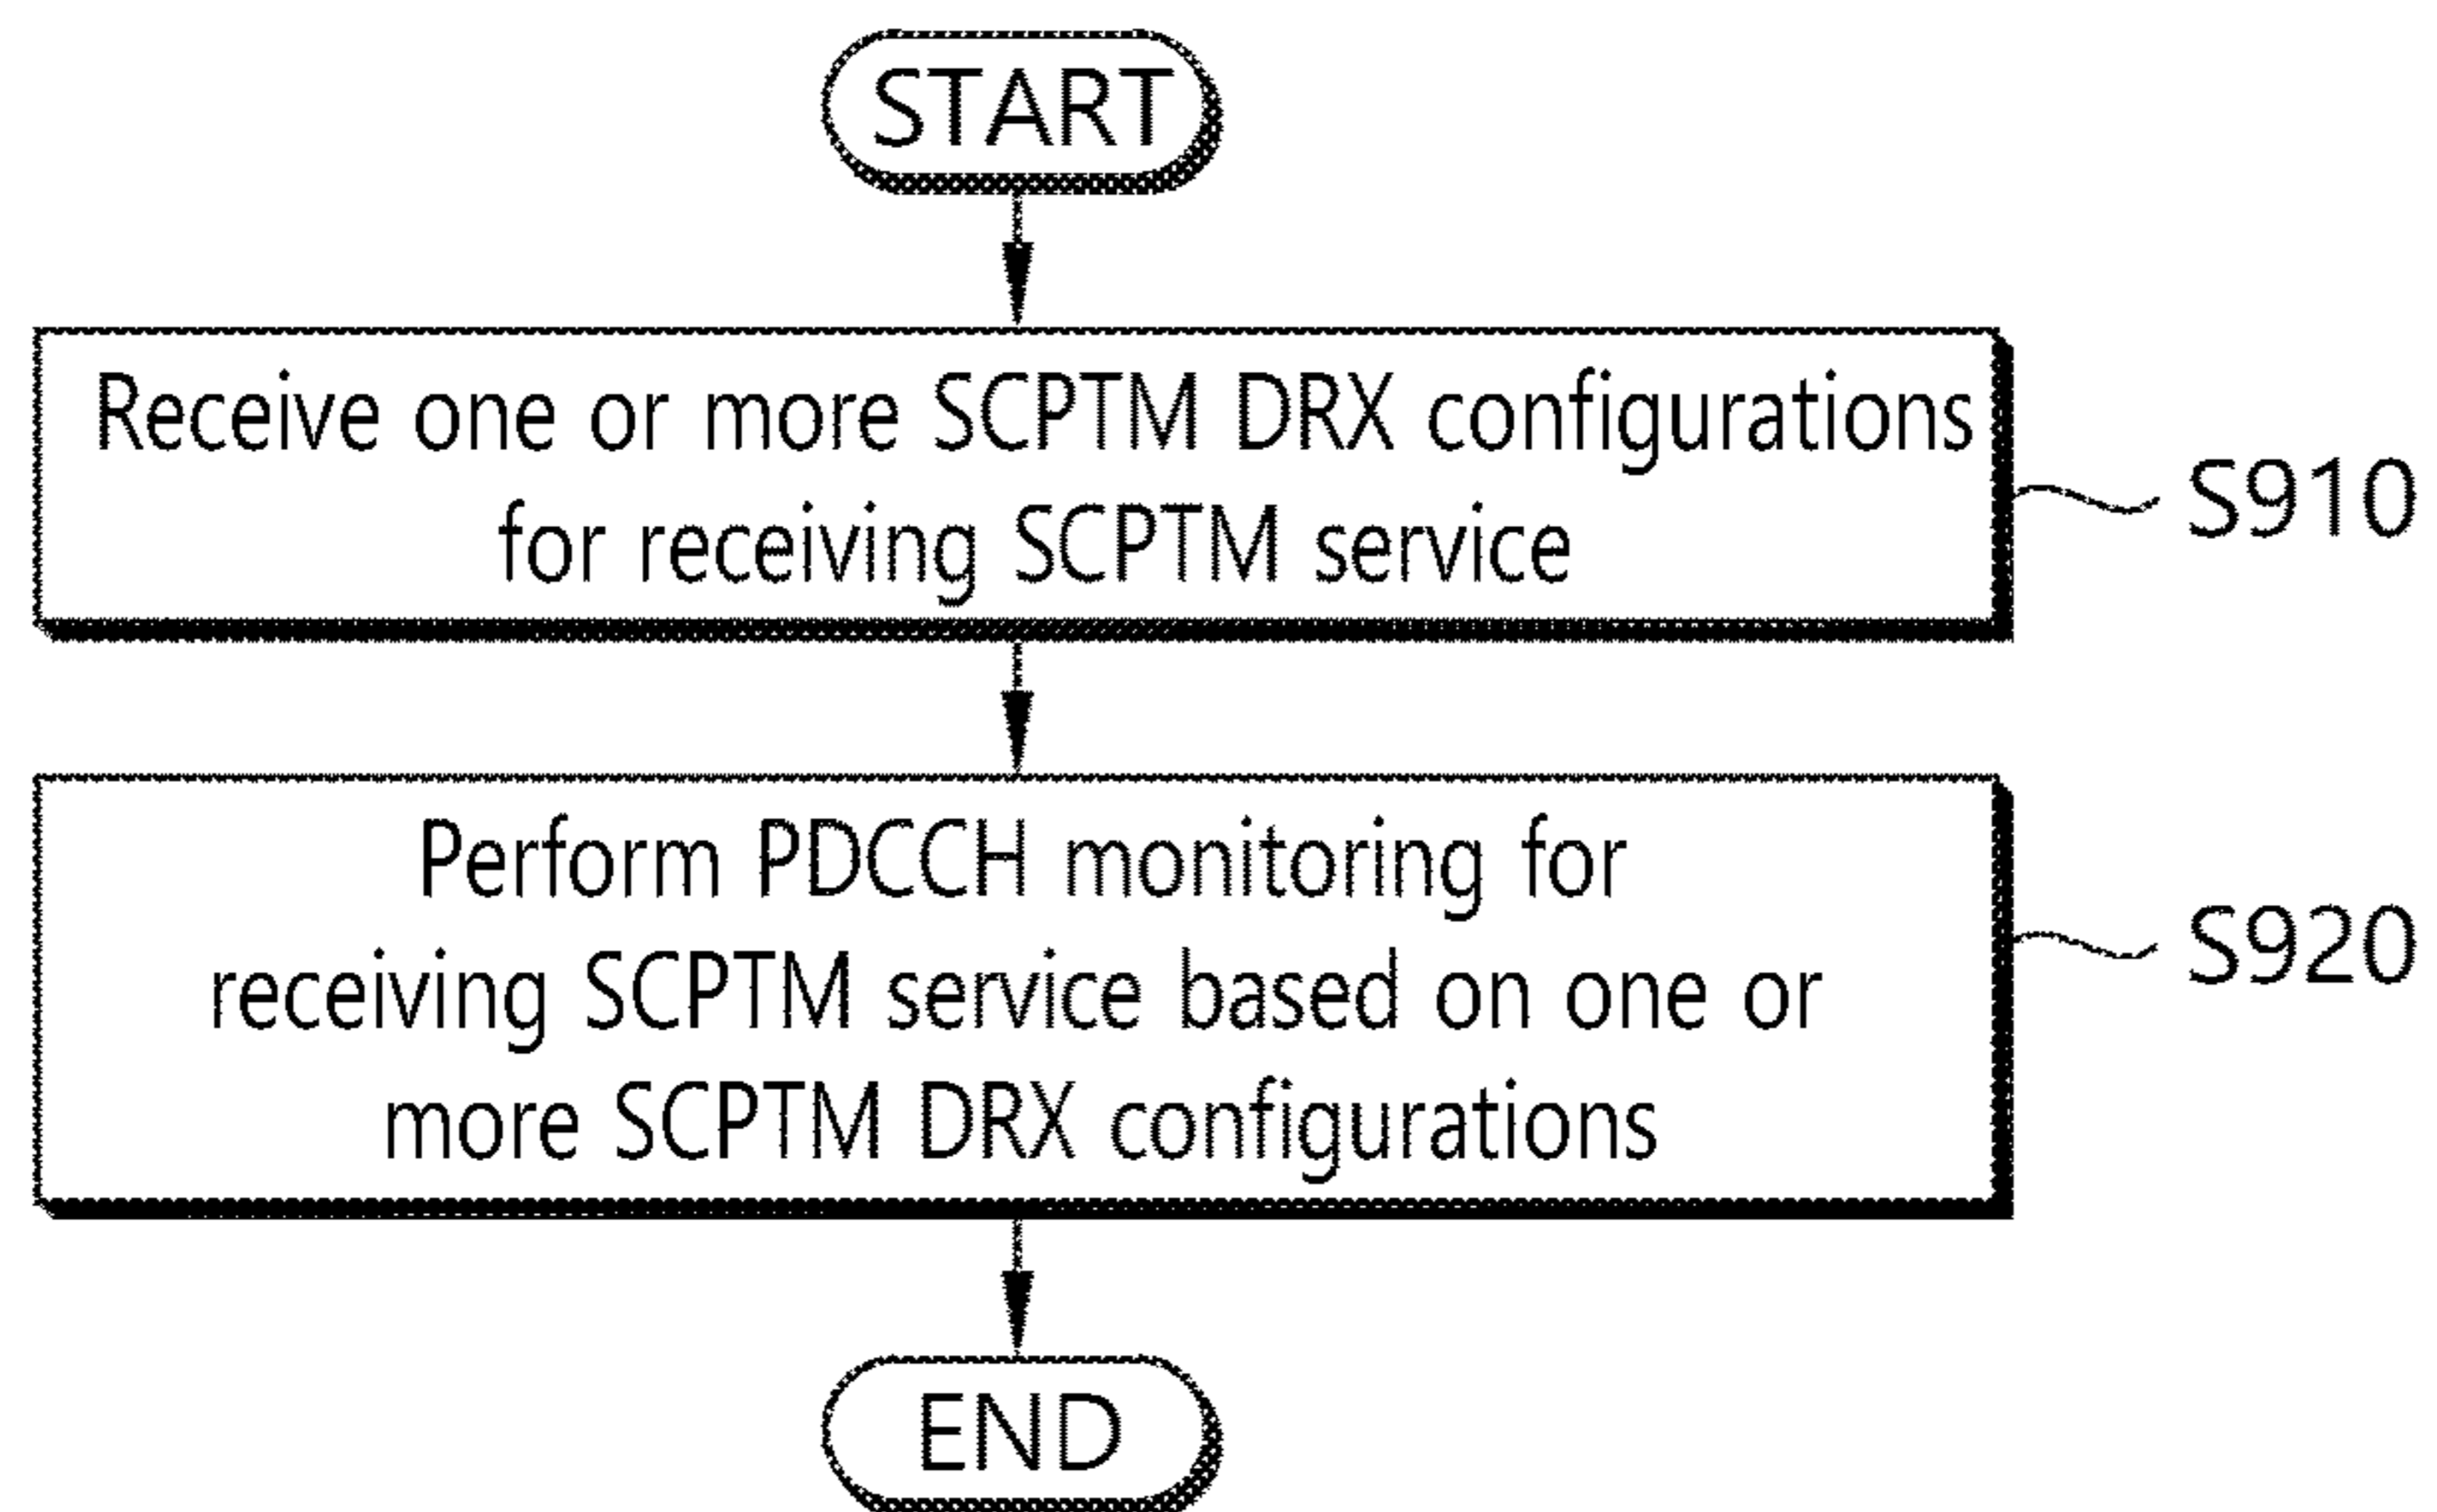 START
Receive one or more SCPTM DRX configurations
for receiving SCPTM service
S910
Perform PDCCH monitoring for
receiving SCPTM service based on one or
more SCPTM DRX configurations
S920
END